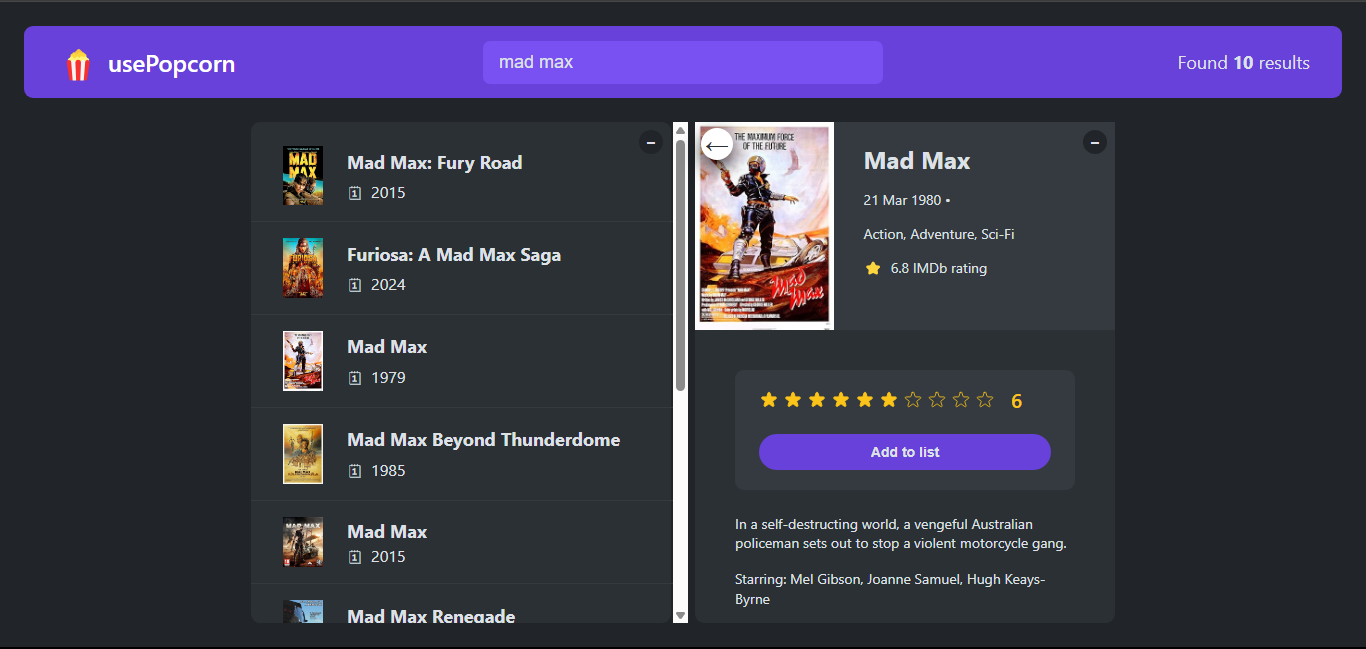 usePopcorn
mad max
Found 10 results
MAD
MAX
Mad Max: Fury Road
2015
Furiosa: A Mad Max Saga
2024
Mad Max
1979
Mad Max Beyond Thunderdome
1985
MAD MAX
Mad Max
2015
Mad Max Renegade
THE MAXIMUM FORCE
OF THE FUTURE
Mad
Max
Mad Max
21 Mar 1980 •
Action, Adventure, Sci-Fi
6.8 IMDb rating
6
Add to list
In a self-destructing world, a vengeful Australian
policeman sets out to stop a violent motorcycle gang.
Starring: Mel Gibson, Joanne Samuel, Hugh Keays-
Byrne